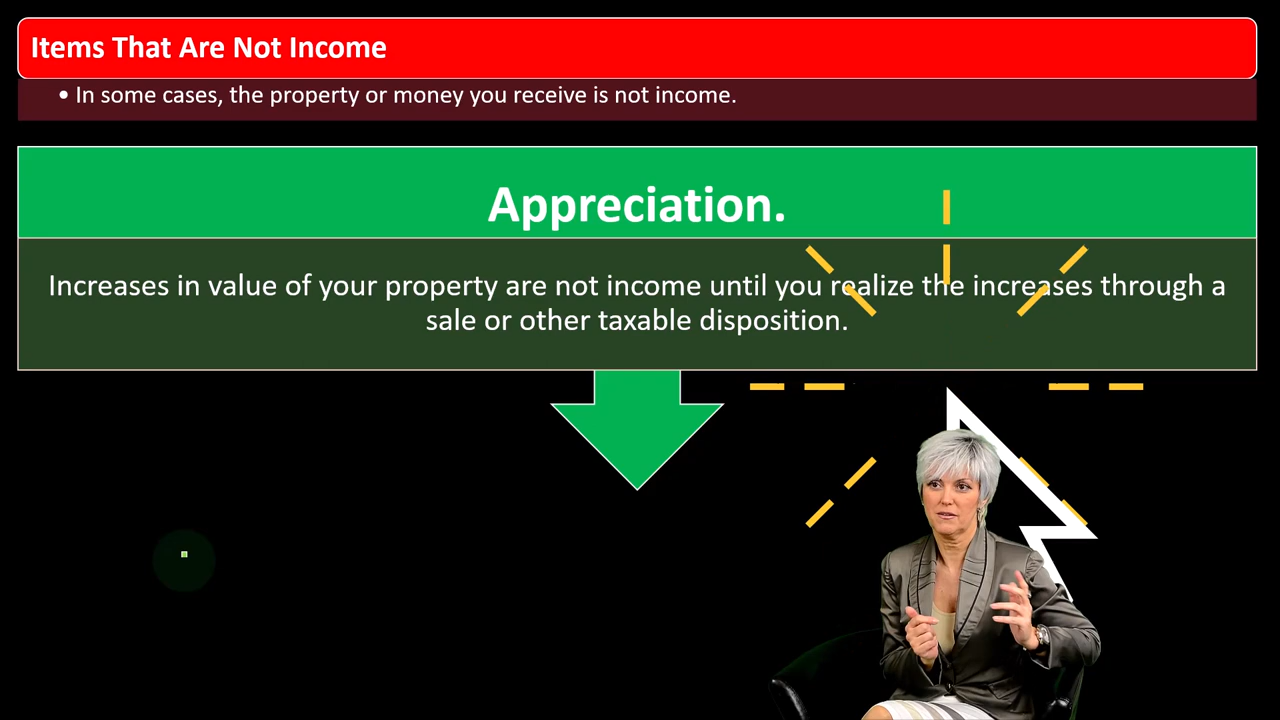 Items That Are Not Income
• In some cases, the property or money you receive is not income.
Appreciation.
Increases in value of your property are not income until you realize the increases through a
sale or other taxable disposition.